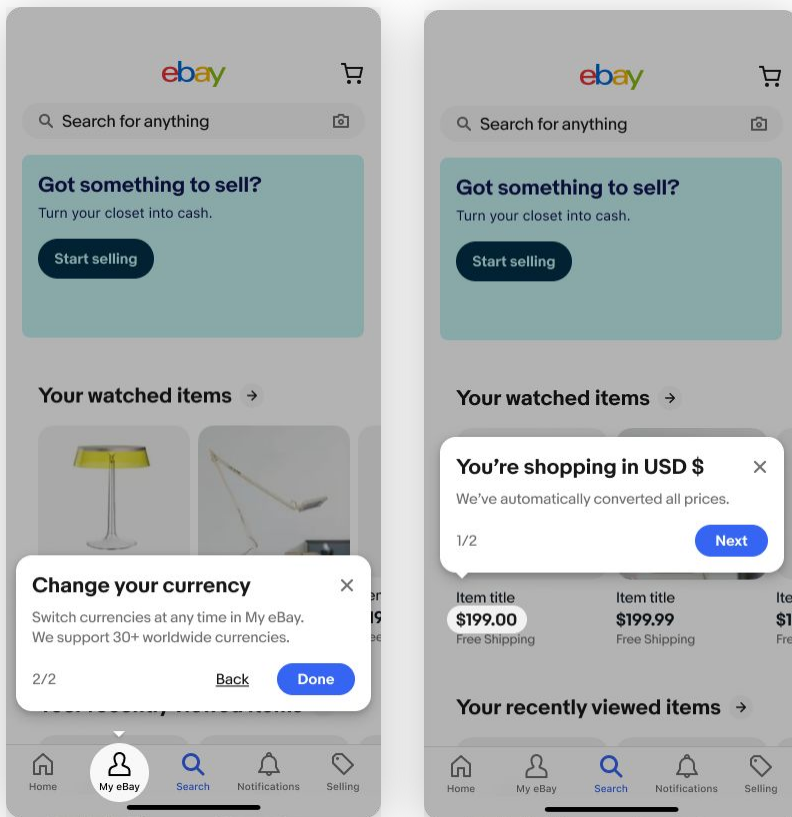 ebay
Search for anything
Got something to sell?
Turn your closet into cash.
Start selling
Your watched items
Change your currency
Switch currencies at any time in My eBay.
We support 30+ worldwide currencies.
2/2
Back
Done
Home
My eBay
Search
Notifications
Selling
ebay
Search for anything
Got something to sell?
Turn your closet into cash.
Start selling
Your watched items
You're shopping in USD $
We've automatically converted all prices.
1/2
Next
Item title
Item title
$199.00
$199.99
Free Shipping
Free Shipping
Your recently viewed items
Home
My eBay
Search
Notifications
Selling